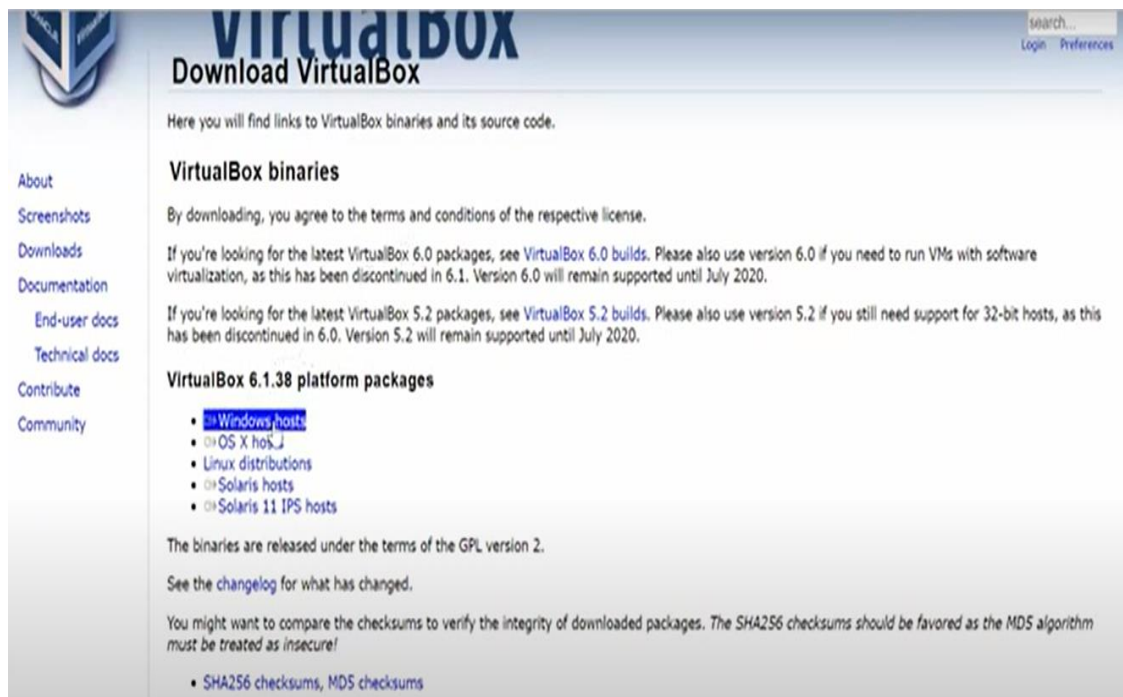 VirtualBox
search...
Login Preferences
Download VirtualBox
Here you will find links to VirtualBox binaries and its source code.
VirtualBox binaries
By downloading, you agree to the terms and conditions of the respective license.
If you're looking for the latest VirtualBox 6.0 packages, see VirtualBox 6.0 builds. Please also use version 6.0 if you need to run VMs with software
virtualization, as this has been discontinued in 6.1. Version 6.0 will remain supported until July 2020.
If you're looking for the latest VirtualBox 5.2 packages, see VirtualBox 5.2 builds. Please also use version 5.2 if you still need support for 32-bit hosts, as this
has been discontinued in 6.0. Version 5.2 will remain supported until July 2020.
VirtualBox 6.1.38 platform packages
Windows hosts
OS X hosts
Linux distributions
Solaris hosts
Solaris 11 IPS hosts
The binaries are released under the terms of the GPL version 2.
See the changelog for what has changed.
You might want to compare the checksums to verify the integrity of downloaded packages. The SHA256 checksums should be favored as the MD5 algorithm
must be treated as insecure!
SHA256 checksums, MD5 checksums
About
Screenshots
Downloads
Documentation
End-user docs
Technical docs
Contribute
Community